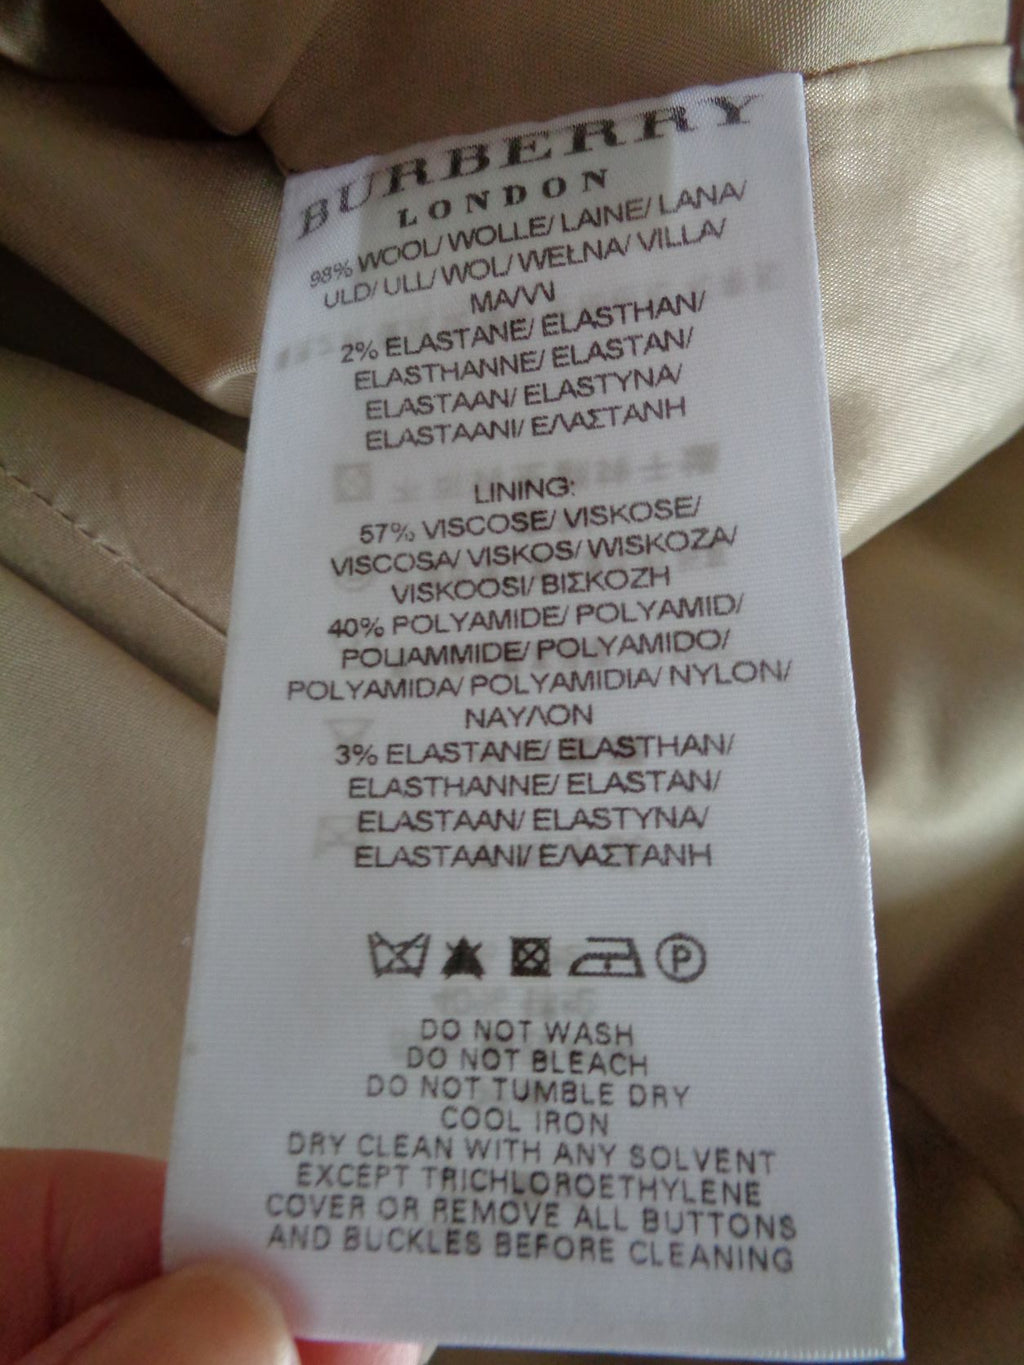 BURBERRY
LONDON
98% WOOL/ WOLLE/ LAINE/ LANA/
ULD/ ULL/ WOL/ WEŁNA/ VILLA/
ΜΑΛΛΙ
2% ELASTANE/ ELASTHAN/
ELASTHANNE/ ELASTAN/
ELASTAAN/ ELASTYNA/
ELASTAANI/ ΕΛΑΣΤΑΝΗ
LINING:
57% VISCOSE/ VISKOSE/
VISCOSA/ VISKOS/ WISKOZA/
VISKOOSI/ ΒΙΣΚΟΖΗ
40% POLYAMIDE/ POLYAMID/
POLIAMMIDE/ POLYAMIDO/
POLYAMIDA/ POLYAMIDIA/ NYLON/
ΝΑΥΛΟΝ
3% ELASTANE/ ELASTHAN/
ELASTHANNE/ ELASTAN/
ELASTAAN/ ELASTYNA/
ELASTAANI/ ΕΛΑΣΤΑΝΗ
P
DO NOT WASH
DO NOT BLEACH
DO NOT TUMBLE DRY
COOL IRON
DRY CLEAN WITH ANY SOLVENT
EXCEPT TRICHLOROETHYLENE
COVER OR REMOVE ALL BUTTONS
AND BUCKLES BEFORE CLEANING